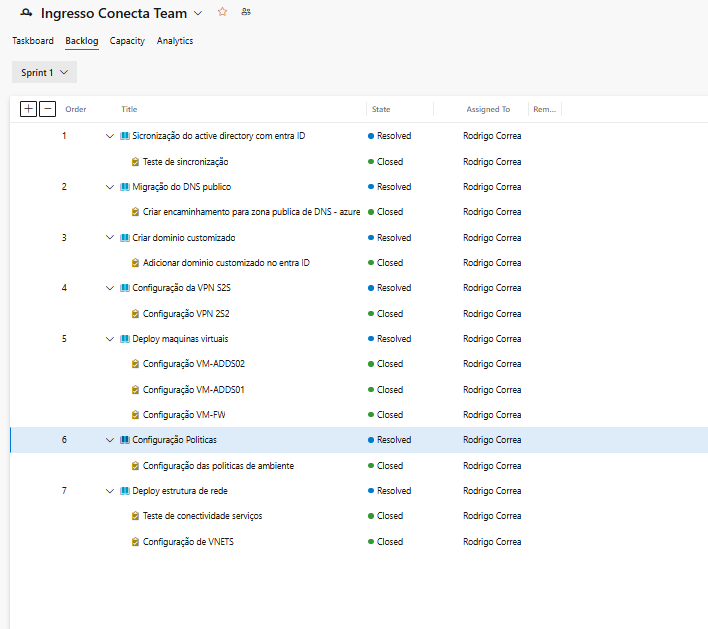 Ingresso Conecta Team
Taskboard Backlog Capacity Analytics
Sprint 1
Order Title State Assigned To Rem...
1 Sicronização do active directory com entra ID Resolved Rodrigo Correa
Teste de sincronização Closed Rodrigo Correa
2 Migração do DNS publico Resolved Rodrigo Correa
Criar encaminhamento para zona publica de DNS - azure Closed Rodrigo Correa
3 Criar dominio customizado Resolved Rodrigo Correa
Adicionar dominio customizado no entra ID Closed Rodrigo Correa
4 Configuração da VPN S2S Resolved Rodrigo Correa
Configuração VPN 2S2 Closed Rodrigo Correa
5 Deploy maquinas virtuais Resolved Rodrigo Correa
Configuração VM-ADDS02 Closed Rodrigo Correa
Configuração VM-ADDS01 Closed Rodrigo Correa
Configuração VM-FW Closed Rodrigo Correa
6 Configuração Politicas Resolved Rodrigo Correa
Configuração das politicas de ambiente Closed Rodrigo Correa
7 Deploy estrutura de rede Resolved Rodrigo Correa
Teste de conectividade serviços Closed Rodrigo Correa
Configuração de VNETS Closed Rodrigo Correa